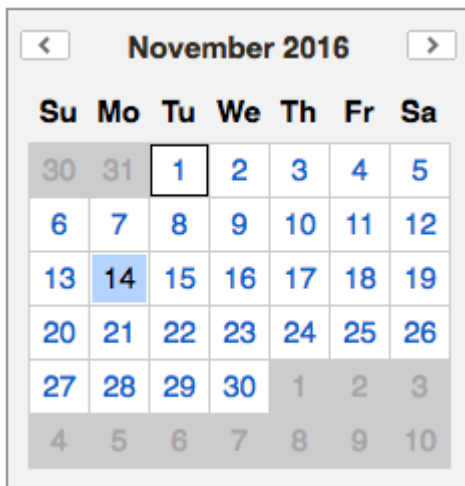 < November 2016 >
Su Mo Tu We Th Fr Sa
30 31 1 2 3 4 5
6 7 8 9 10 11 12
13 14 15 16 17 18 19
20 21 22 23 24 25 26
27 28 29 30 1 2 3
4 5 6 7 8 9 10